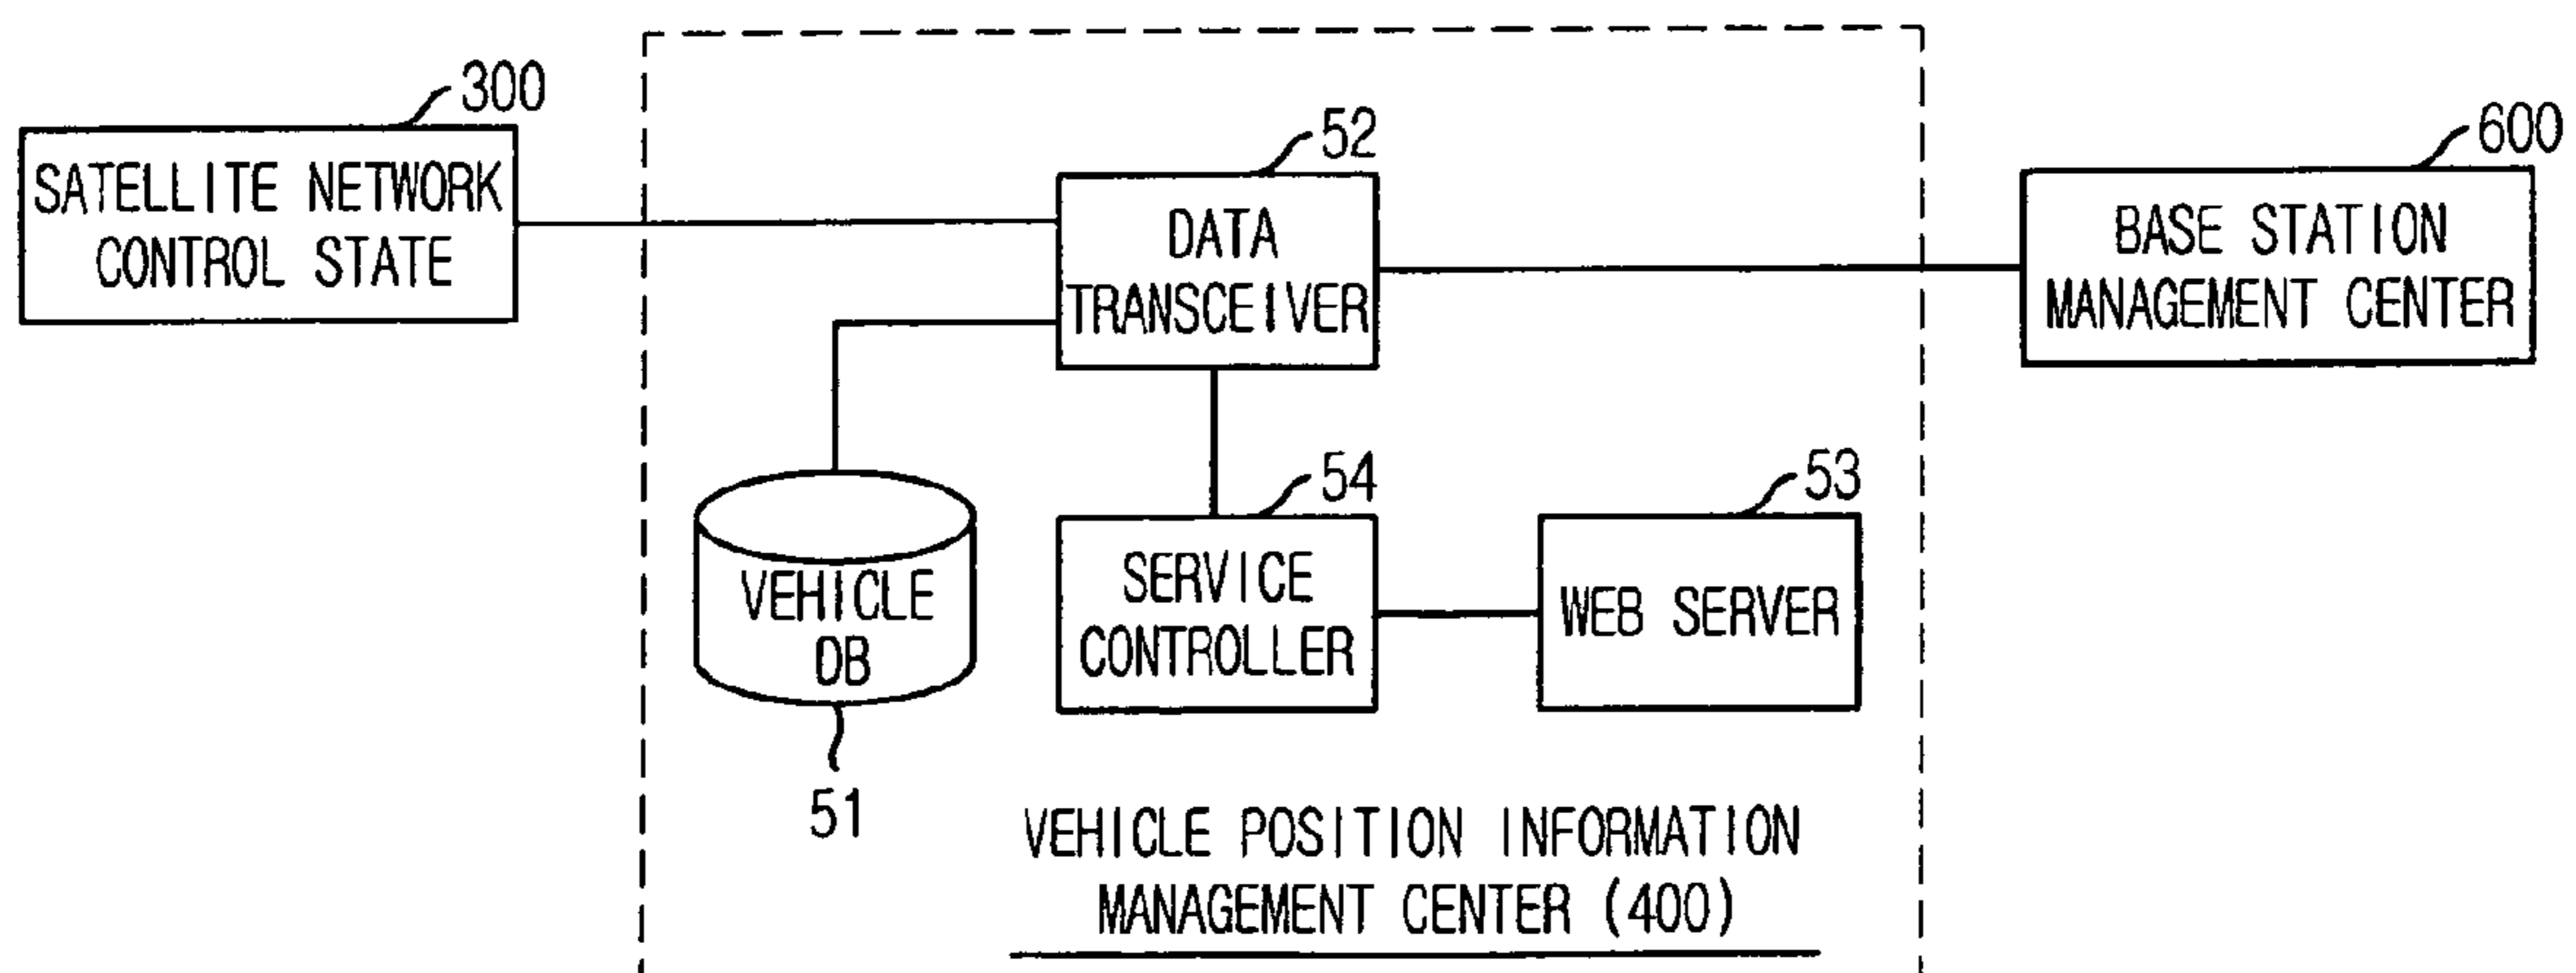 300
SATELLITE NETWORK
CONTROL STATE
52
DATA
TRANSCEIVER
600
BASE STATION
MANAGEMENT CENTER
VEHICLE
DB
51
54
SERVICE
CONTROLLER
53
WEB SERVER
VEHICLE POSITION INFORMATION
MANAGEMENT CENTER (400)